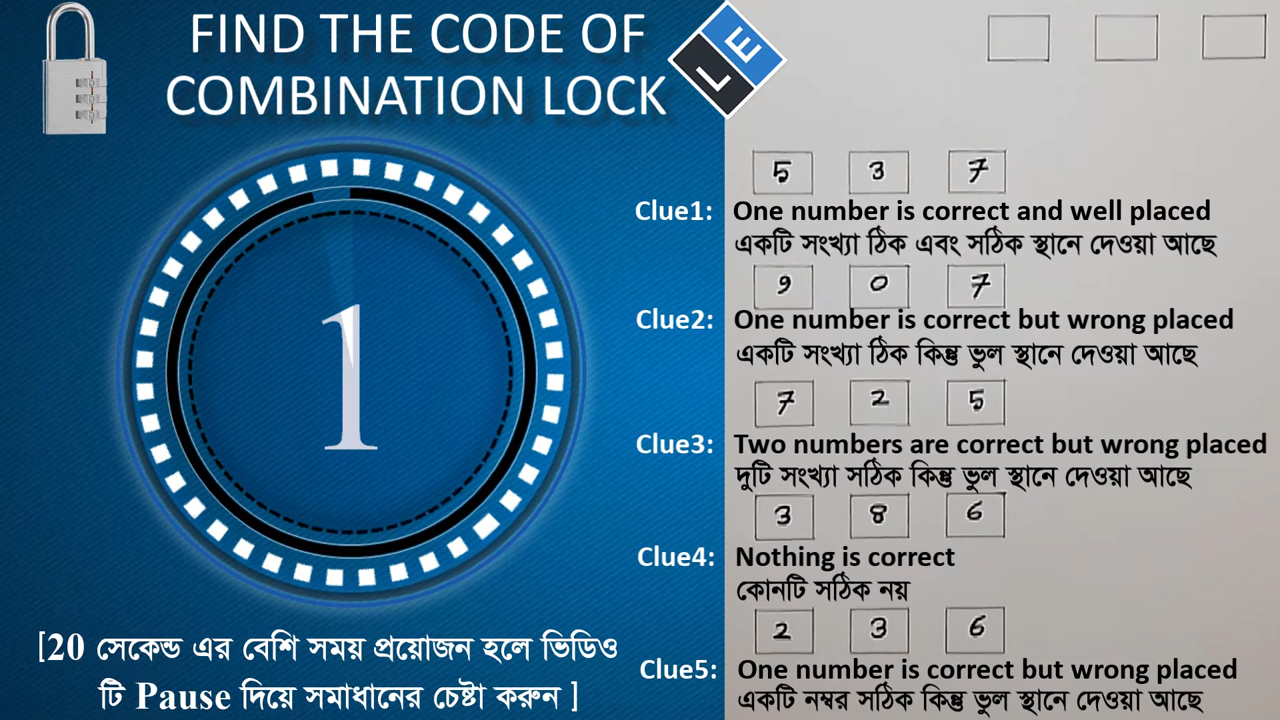 FIND THE CODE OF
COMBINATION LOCK
LE
1
[20 সেকেন্ড এর বেশি সময় প্রয়োজন হলে ভিডিও
টি Pause দিয়ে সমাধানের চেষ্টা করুন ]
5 3 7
Clue1: One number is correct and well placed
একটি সংখ্যা ঠিক এবং সঠিক স্থানে দেওয়া আছে
9 0 7
Clue2: One number is correct but wrong placed
একটি সংখ্যা ঠিক কিন্তু ভুল স্থানে দেওয়া আছে
7 2 5
Clue3: Two numbers are correct but wrong placed
দুটি সংখ্যা সঠিক কিন্তু ভুল স্থানে দেওয়া আছে
3 8 6
Clue4: Nothing is correct
কোনটি সঠিক নয়
2 3 6
Clue5: One number is correct but wrong placed
একটি নম্বর সঠিক কিন্তু ভুল স্থানে দেওয়া আছে